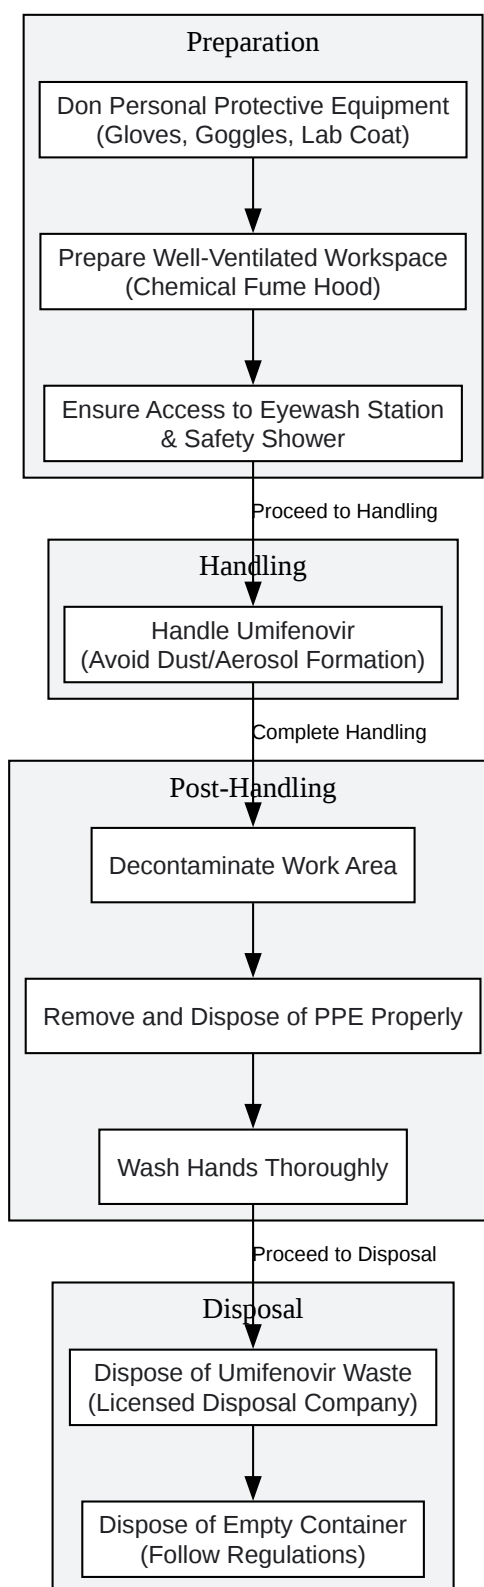 Preparation
Don Personal Protective Equipment
(Gloves, Goggles, Lab Coat)
Prepare Well-Ventilated Workspace
(Chemical Fume Hood)
Ensure Access to Eyewash Station
& Safety Shower
Proceed to Handling
Handling
Handle Umifenovir
(Avoid Dust/Aerosol Formation)
Complete Handling
Post-Handling
Decontaminate Work Area
Remove and Dispose of PPE Properly
Wash Hands Thoroughly
Proceed to Disposal
Disposal
Dispose of Umifenovir Waste
(Licensed Disposal Company)
Dispose of Empty Container
(Follow Regulations)